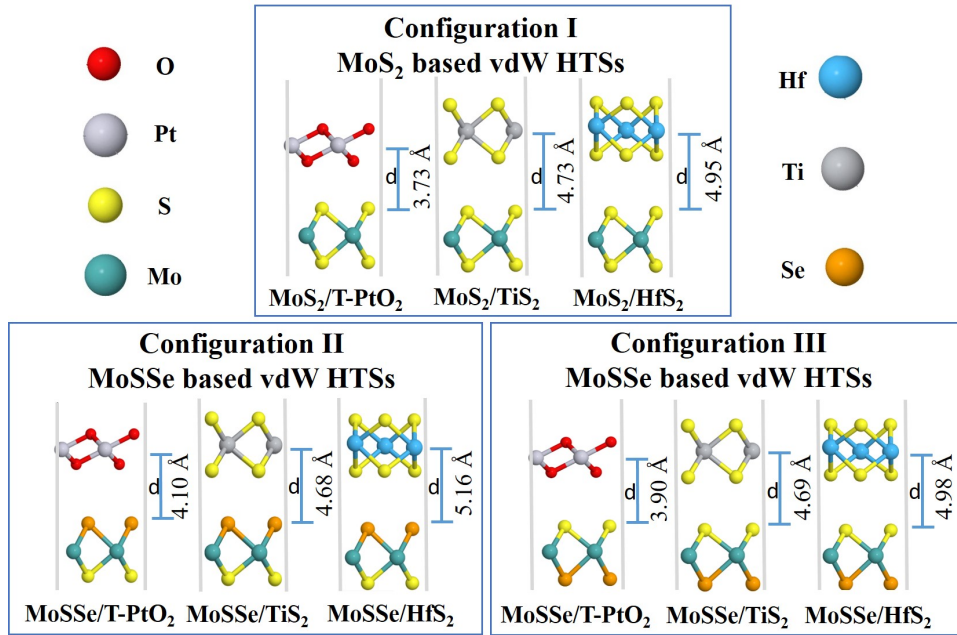 O
Pt
S
Mo
Configuration I
MoS₂ based vdW HTSs
d
3.73 Å
d
4.73 Å
d
4.95 Å
MoS₂/T-PtO₂
MoS₂/TiS₂
MoS₂/HfS₂
Hf
Ti
Se
Configuration II
MoSSe based vdW HTSs
d
4.10 Å
d
4.68 Å
d
5.16 Å
MoSSe/T-PtO₂
MoSSe/TiS₂
MoSSe/HfS₂
Configuration III
MoSSe based vdW HTSs
d
3.90 Å
d
4.69 Å
d
4.98 Å
MoSSe/T-PtO₂
MoSSe/TiS₂
MoSSe/HfS₂